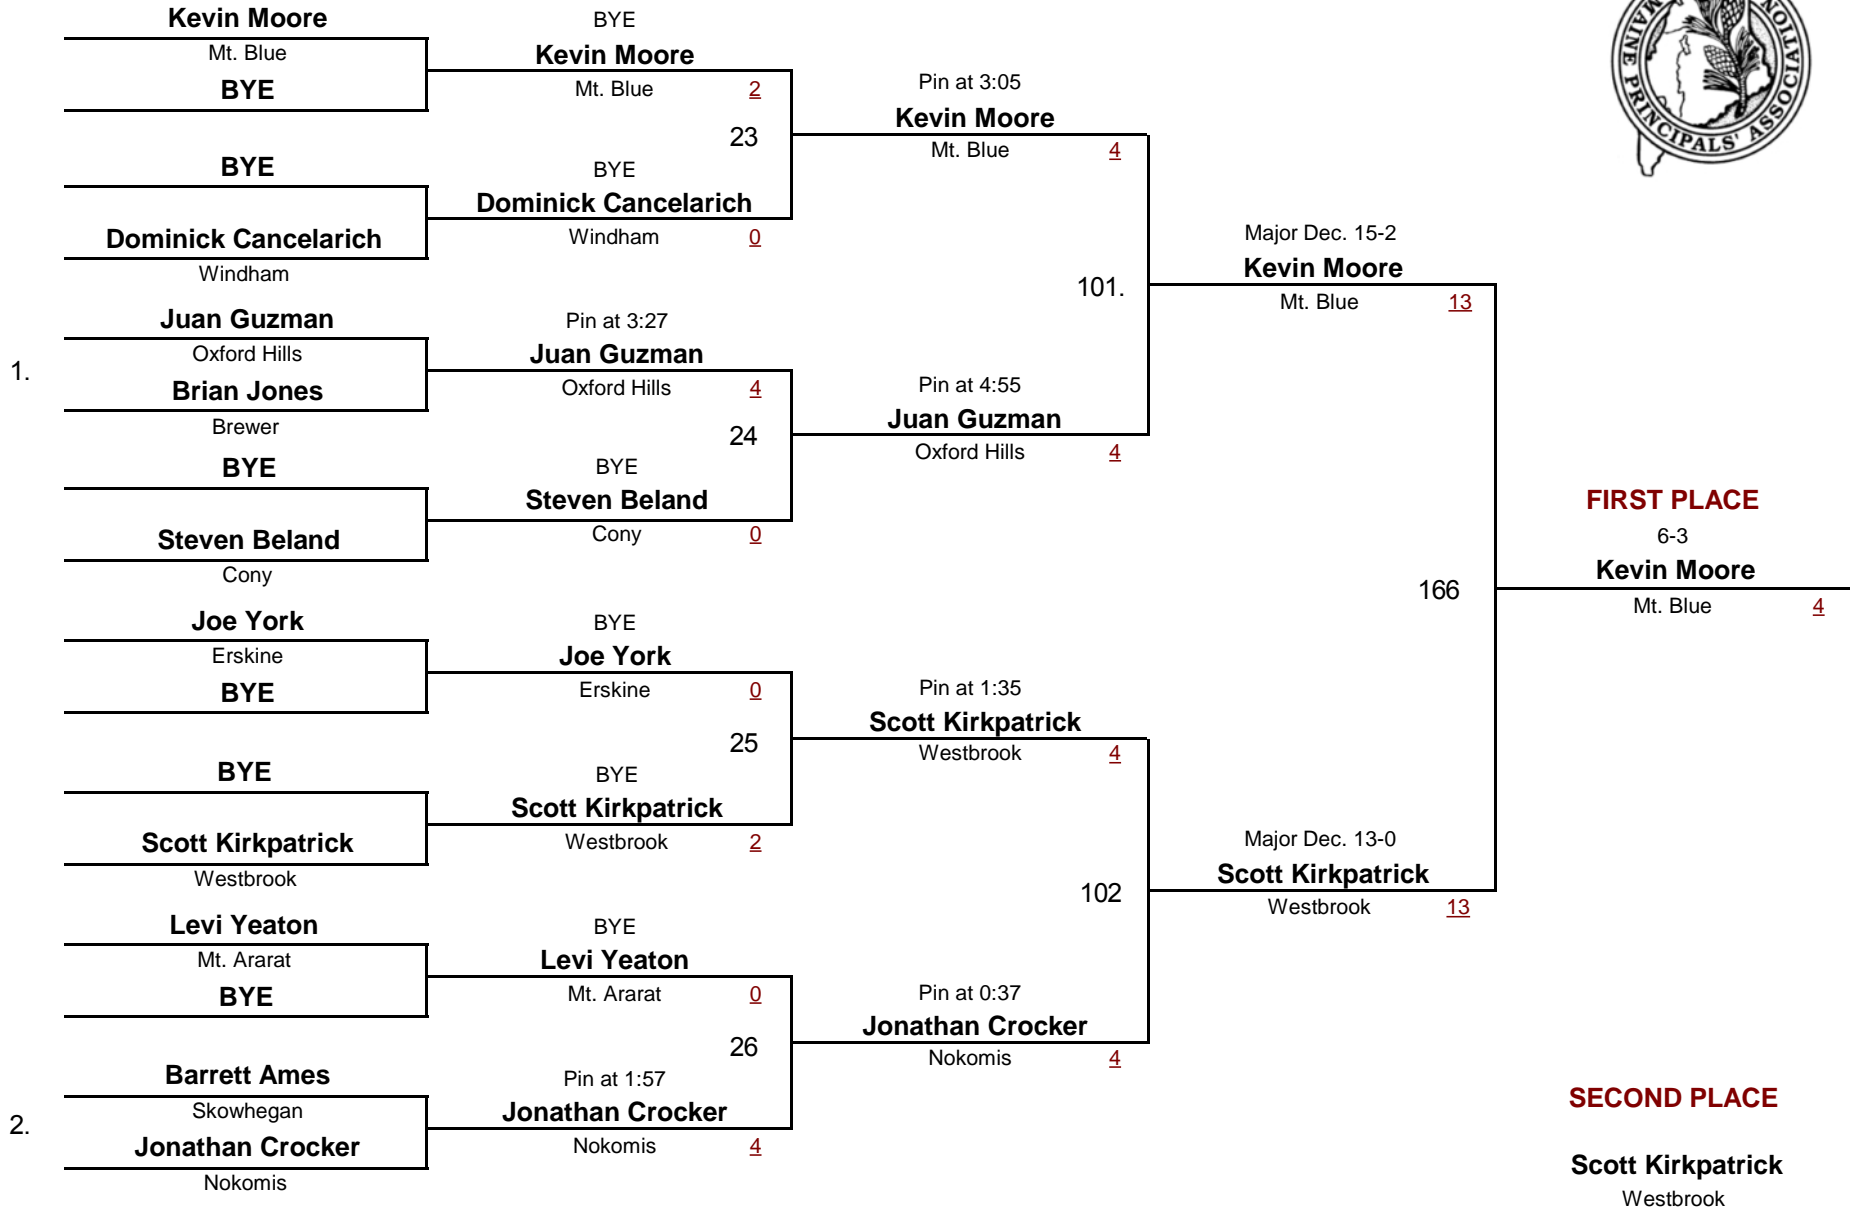 Kevin Moore
Mt. Blue
BYE
BYE
Dominick Cancelarich
Windham
1.
Juan Guzman
Oxford Hills
Brian Jones
Brewer
BYE
Steven Beland
Cony
Joe York
Erskine
BYE
BYE
Scott Kirkpatrick
Westbrook
Levi Yeaton
Mt. Ararat
BYE
2.
Barrett Ames
Skowhegan
Jonathan Crocker
Nokomis
BYE
Kevin Moore
Mt. Blue 2
23
BYE
Dominick Cancelarich
Windham 0
Pin at 3:27
Juan Guzman
Oxford Hills 4
24
BYE
Steven Beland
Cony 0
BYE
Joe York
Erskine 0
25
BYE
Scott Kirkpatrick
Westbrook 2
BYE
Levi Yeaton
Mt. Ararat 0
26
Pin at 1:57
Jonathan Crocker
Nokomis 4
Pin at 3:05
Kevin Moore
Mt. Blue 4
101.
Pin at 4:55
Juan Guzman
Oxford Hills 4
Pin at 1:35
Scott Kirkpatrick
Westbrook 4
102
Pin at 0:37
Jonathan Crocker
Nokomis 4
Major Dec. 15-2
Kevin Moore
Mt. Blue 13
166
Major Dec. 13-0
Scott Kirkpatrick
Westbrook 13
MAINE PRINCIPALS' ASSOCIATION
FIRST PLACE
6-3
Kevin Moore
Mt. Blue 4
SECOND PLACE
Scott Kirkpatrick
Westbrook